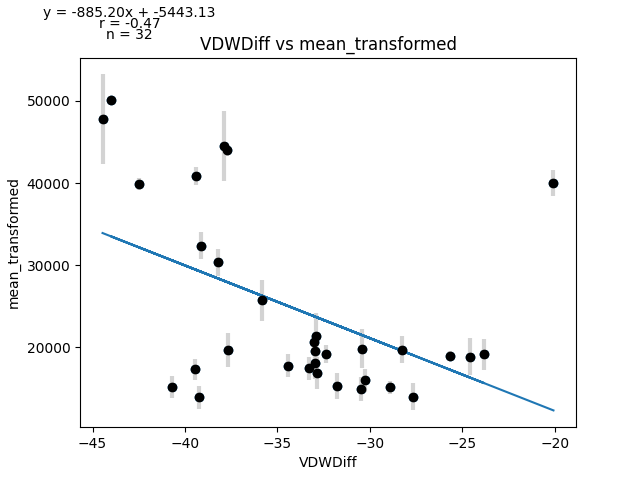 y = -885.20x + -5443.13
r = -0.47
n = 32
VDWDiff vs mean_transformed
50000
40000
30000
20000
mean_transformed
−45 −40 −35 −30 −25 −20
VDWDiff